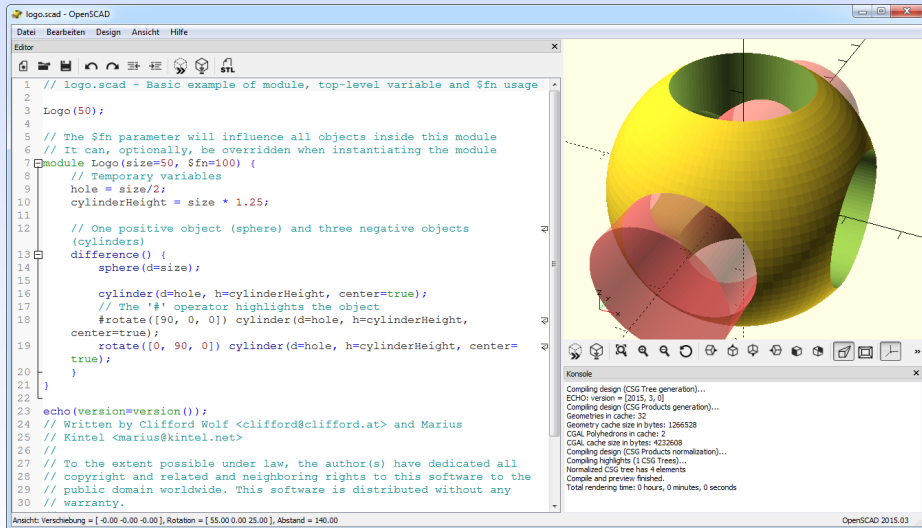 logo.scad - OpenSCAD
Datei Bearbeiten Design Ansicht Hilfe
Editor
STL
1 // logo.scad - Basic example of module, top-level variable and $fn usage
2
3 Logo(50);
4
5 // The $fn parameter will influence all objects inside this module
6 // It can, optionally, be overridden when instantiating the module
7 module Logo(size=50, $fn=100) {
8 // Temporary variables
9 hole = size/2;
10 cylinderHeight = size * 1.25;
11
12 // One positive object (sphere) and three negative objects
(cylinders)
13 difference() {
14 sphere(d=size);
15
16 cylinder(d=hole, h=cylinderHeight, center=true);
17 // The '#' operator highlights the object
18 #rotate([90, 0, 0]) cylinder(d=hole, h=cylinderHeight,
center=true);
19 rotate([0, 90, 0]) cylinder(d=hole, h=cylinderHeight, center=
true);
20 }
21 }
22
23 echo(version=version());
24 // Written by Clifford Wolf <clifford@clifford.at> and Marius
25 // Kintel <marius@kintel.net>
26 //
27 // To the extent possible under law, the author(s) have dedicated all
28 // copyright and related and neighboring rights to this software to the
29 // public domain worldwide. This software is distributed without any
30 // warranty.
z
y
x
»
Konsole
Compiling design (CSG Tree generation)...
ECHO: version = [2015, 3, 0]
Compiling design (CSG Products generation)...
Geometries in cache: 32
Geometry cache size in bytes: 1266528
CGAL Polyhedrons in cache: 2
CGAL cache size in bytes: 4232608
Compiling design (CSG Products normalization)...
Compiling highlights (1 CSG Trees)...
Normalized CSG tree has 4 elements
Compile and preview finished.
Total rendering time: 0 hours, 0 minutes, 0 seconds
Ansicht: Verschiebung = [ -0.00 -0.00 -0.00 ], Rotation = [ 55.00 0.00 25.00 ], Abstand = 140.00
OpenSCAD 2015.03